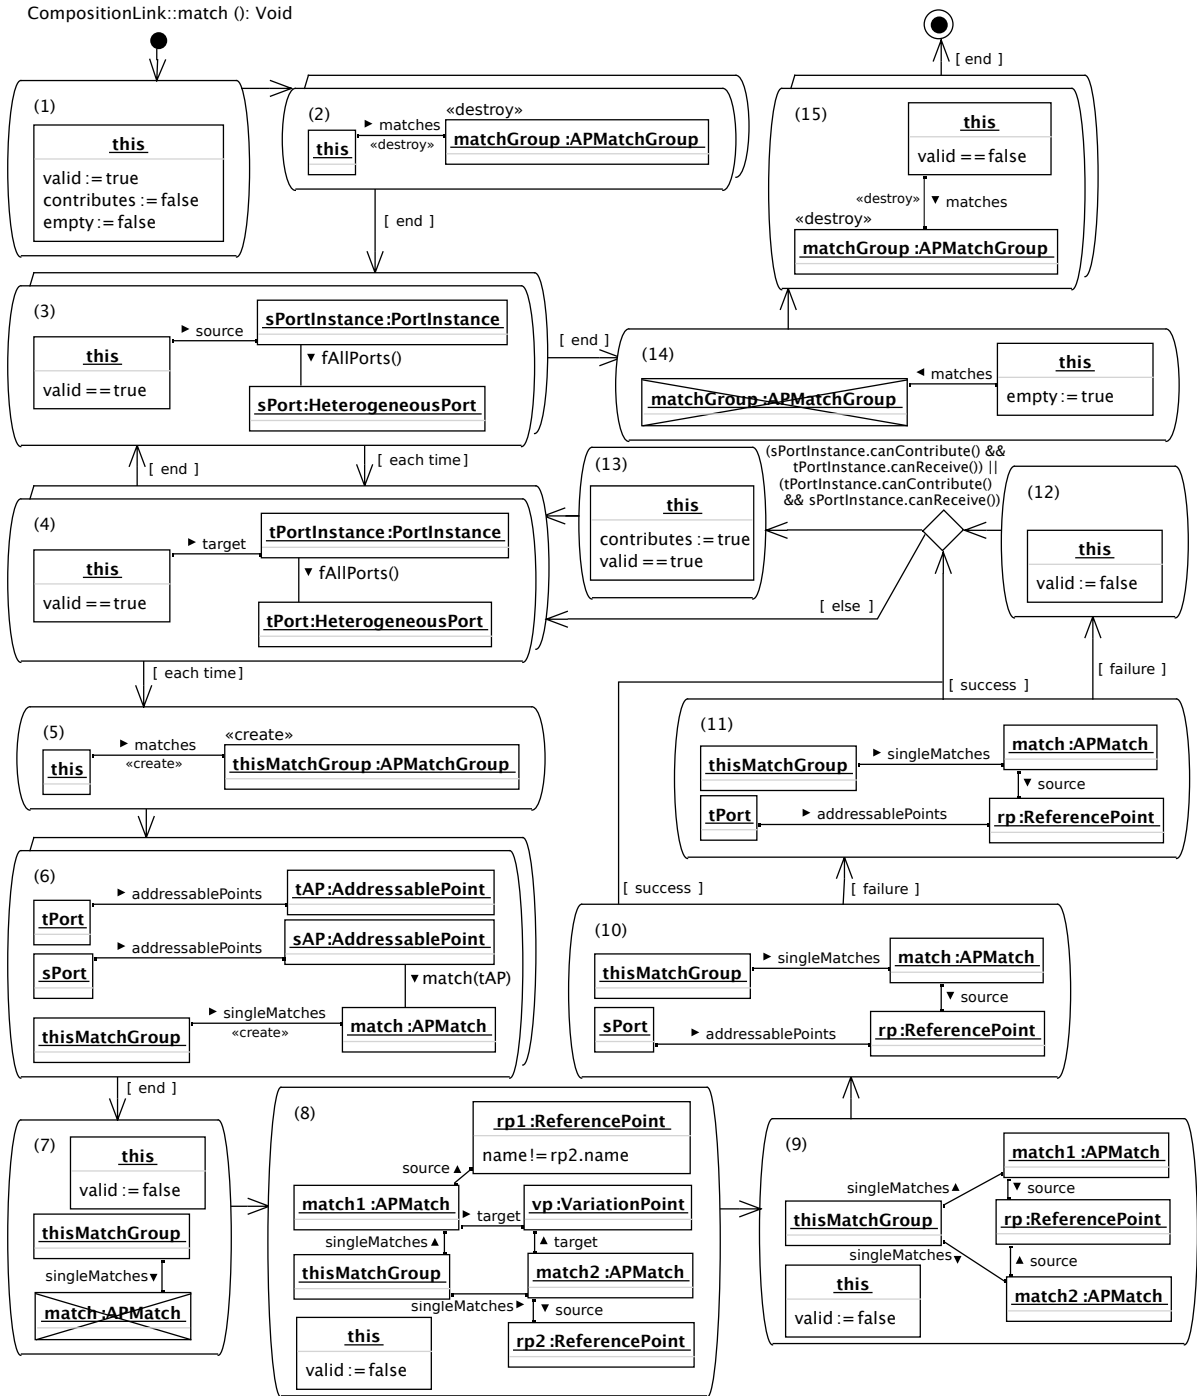 CompositionLink::match (): Void
(1)
this
valid := true
contributes := false
empty := false
(2)
this
► matches
«destroy»
«destroy»
matchGroup :APMatchGroup
[ end ]
[ end ]
(15)
this
valid == false
«destroy»
▼ matches
«destroy»
matchGroup :APMatchGroup
(3)
this
valid == true
► source
sPortInstance:PortInstance
▼ fAllPorts()
sPort:HeterogeneousPort
[ end ]
(14)
matchGroup :APMatchGroup
◄ matches
this
empty := true
[ end ]
[ each time]
(4)
this
valid == true
► target
tPortInstance:PortInstance
▼ fAllPorts()
tPort:HeterogeneousPort
(13)
this
contributes := true
valid == true
(sPortInstance.canContribute() &&
tPortInstance.canReceive()) ||
(tPortInstance.canContribute()
&& sPortInstance.canReceive())
(12)
this
valid := false
[ else ]
[ each time]
[ success ]
[ failure ]
(5)
this
► matches
«create»
«create»
thisMatchGroup :APMatchGroup
(11)
thisMatchGroup
► singleMatches
match :APMatch
▼ source
tPort
► addressablePoints
rp :ReferencePoint
(6)
tPort
► addressablePoints
tAP:AddressablePoint
sPort
► addressablePoints
sAP:AddressablePoint
▼ match(tAP)
thisMatchGroup
► singleMatches
«create»
match :APMatch
[ success ]
[ failure ]
(10)
thisMatchGroup
► singleMatches
match :APMatch
▼ source
sPort
► addressablePoints
rp :ReferencePoint
[ end ]
(7)
this
valid := false
thisMatchGroup
singleMatches▼
match :APMatch
(8)
rp1 :ReferencePoint
name!= rp2.name
source ▲
match1 :APMatch
► target
vp :VariationPoint
singleMatches ▲
▲ target
thisMatchGroup
match2 :APMatch
singleMatches ►
▼ source
this
valid := false
rp2 :ReferencePoint
(9)
match1 :APMatch
singleMatches▲
▼ source
thisMatchGroup
rp :ReferencePoint
singleMatches▼
▲ source
this
valid := false
match2 :APMatch